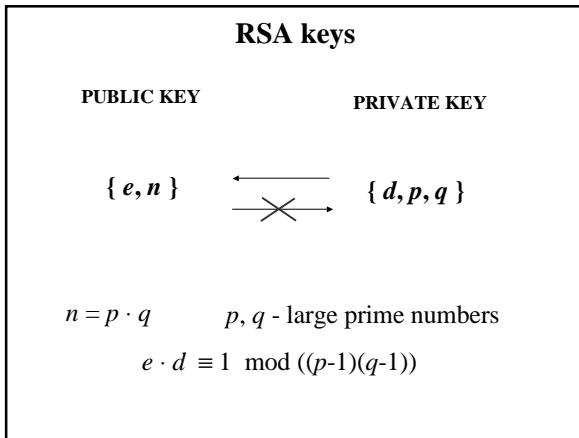 RSA keys
PUBLIC KEY PRIVATE KEY
{ e, n } { d, p, q }
n = p · q p, q - large prime numbers
e · d ≡ 1 mod ((p-1)(q-1))